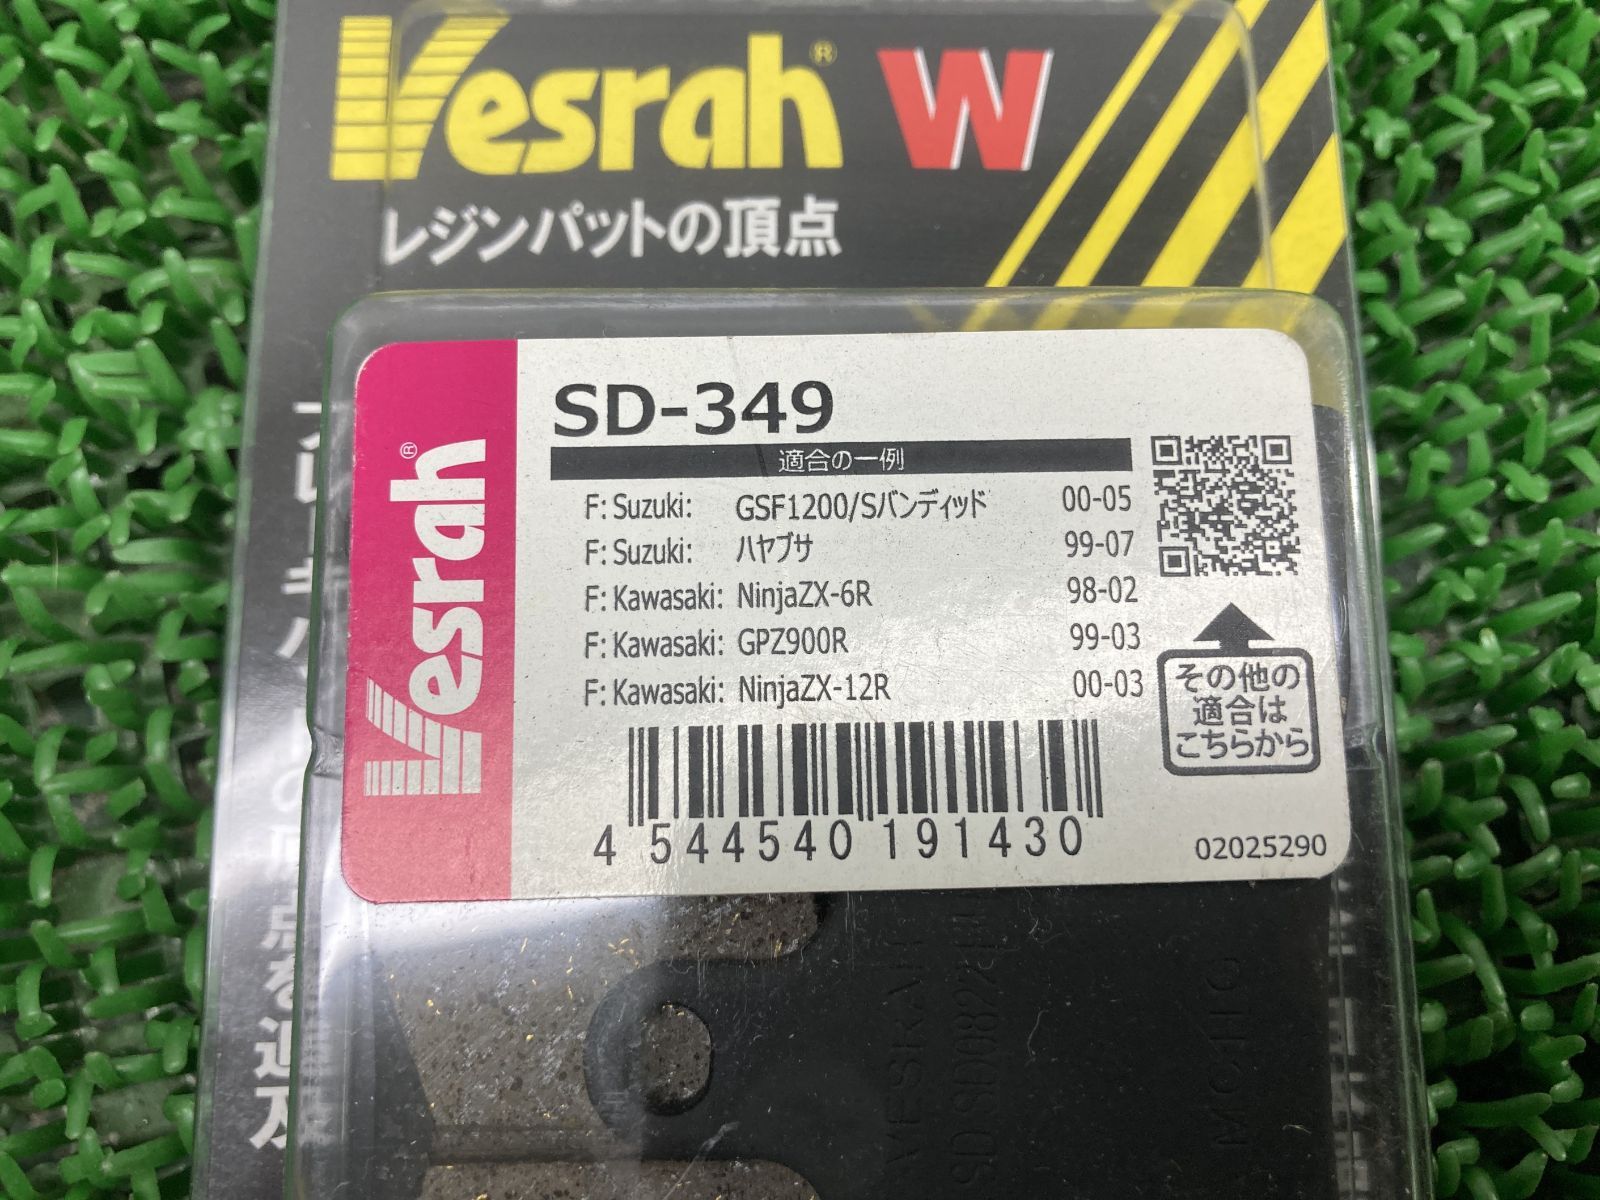 Vesrah® W
レジンパットの頂点
Vesrah®
SD-349
適合の一例
F: Suzuki: GSF1200/Sバンディッド 00-05
F: Suzuki: ハヤブサ 99-07
F: Kawasaki: NinjaZX-6R 98-02
F: Kawasaki: GPZ900R 99-03
F: Kawasaki: NinjaZX-12R 00-03
その他の
適合は
こちらから
4 544540 191430
02025290
VESRAH